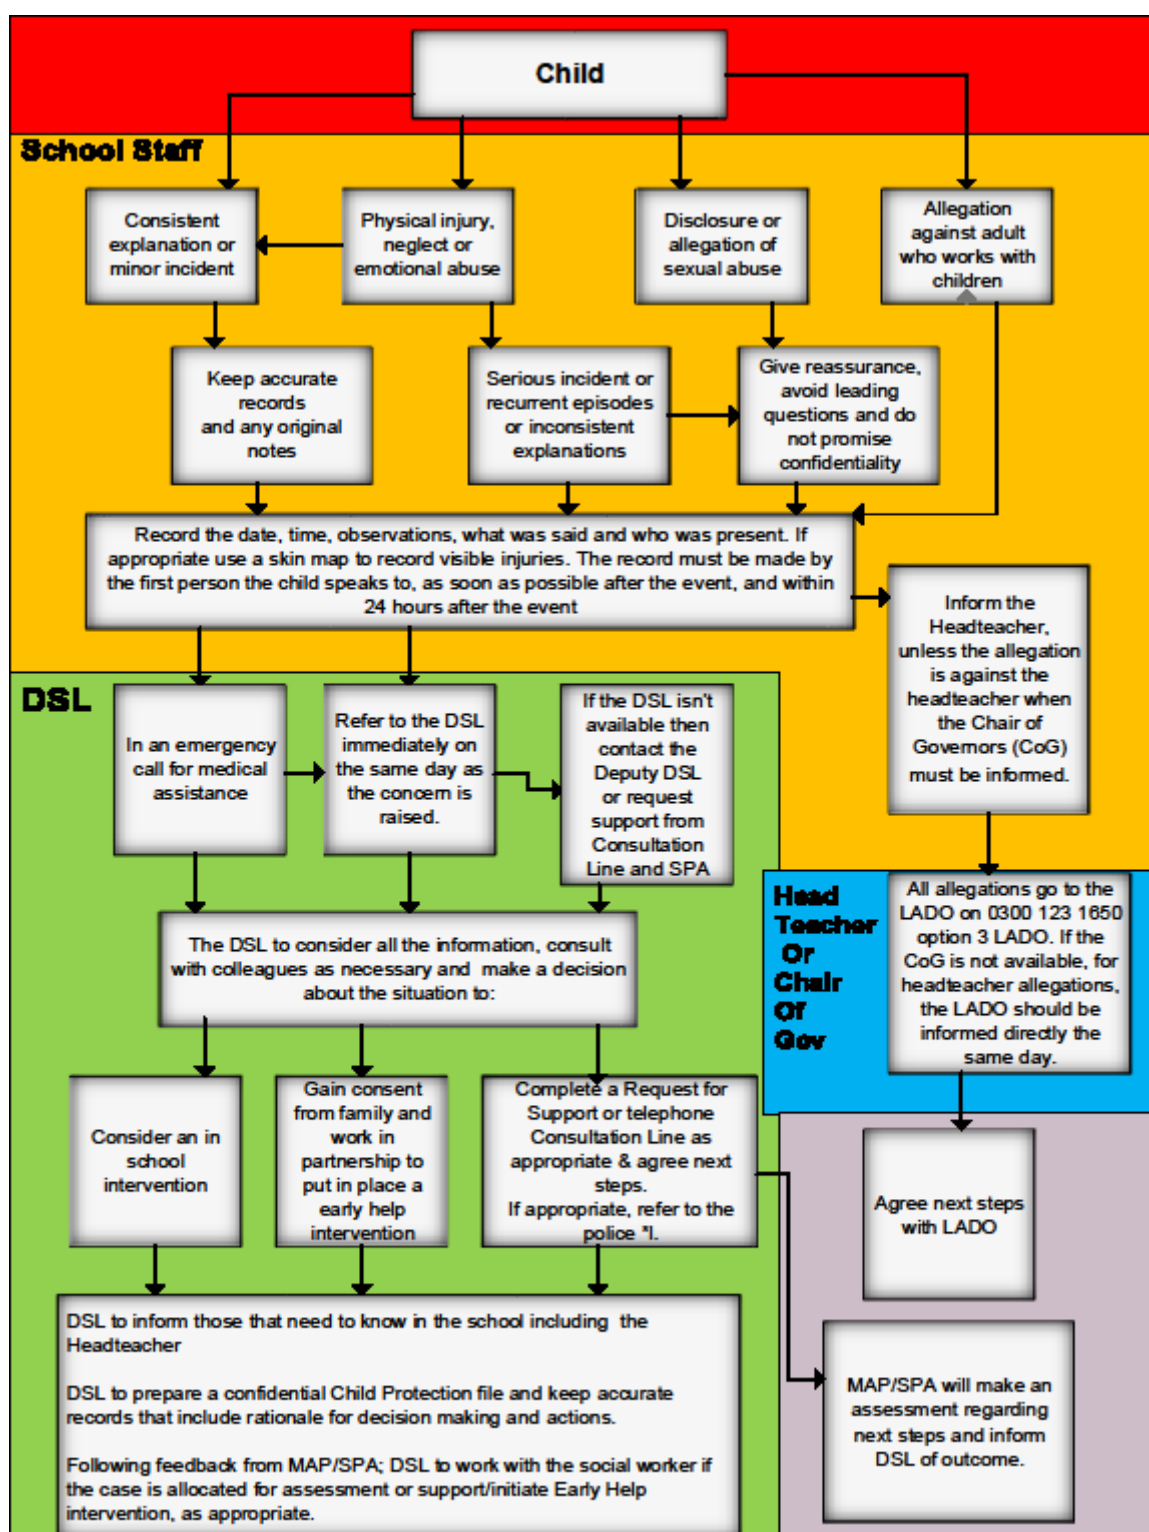 Child
School Staff
Consistent
explanation or
minor incident
Physical injury,
neglect or
emotional abuse
Disclosure or
allegation of
sexual abuse
Allegation
against adult
who works with
children
Keep accurate
records
and any original
notes
Serious incident or
recurrent episodes
or inconsistent
explanations
Give reassurance,
avoid leading
questions and do
not promise
confidentiality
Record the date, time, observations, what was said and who was present. If
appropriate use a skin map to record visible injuries. The record must be made by
the first person the child speaks to, as soon as possible after the event, and within
24 hours after the event
Inform the
Headteacher,
unless the allegation
is against the
headteacher when
the Chair of
Governors (CoG)
must be informed.
DSL
In an emergency
call for medical
assistance
Refer to the DSL
immediately on
the same day as
the concern is
raised.
If the DSL isn't
available then
contact the
Deputy DSL
or request
support from
Consultation
Line and SPA
Head
Teacher
Or
Chair
Of
Gov
All allegations go to the
LADO on 0300 123 1650
option 3 LADO. If the
CoG is not available, for
headteacher allegations,
the LADO should be
informed directly the
same day.
The DSL to consider all the information, consult
with colleagues as necessary and make a decision
about the situation to:
Consider an in
school
intervention
Gain consent
from family and
work in
partnership to
put in place a
early help
intervention
Complete a Request for
Support or telephone
Consultation Line as
appropriate & agree next
steps.
If appropriate, refer to the
police *I.
Agree next steps
with LADO
MAP/SPA will make an
assessment regarding
next steps and inform
DSL of outcome.
DSL to inform those that need to know in the school including the
Headteacher
DSL to prepare a confidential Child Protection file and keep accurate
records that include rationale for decision making and actions.
Following feedback from MAP/SPA; DSL to work with the social worker if
the case is allocated for assessment or support/initiate Early Help
intervention, as appropriate.